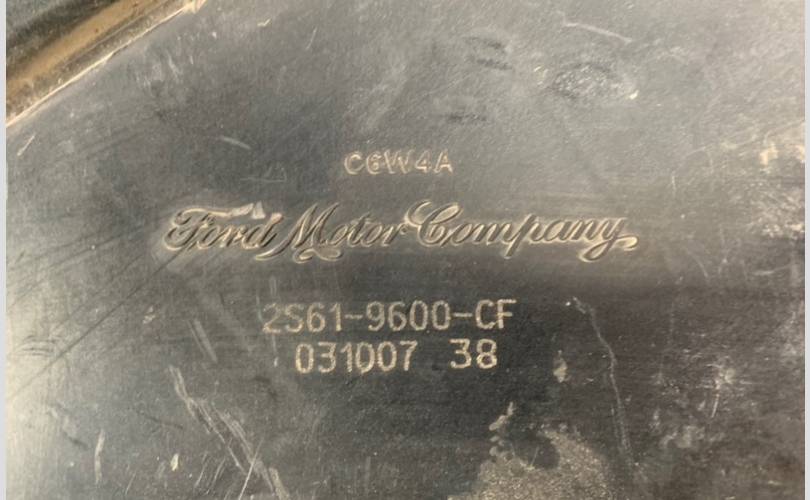 C6W4A
Ford Motor Company
2S61-9600-CF
031007 38